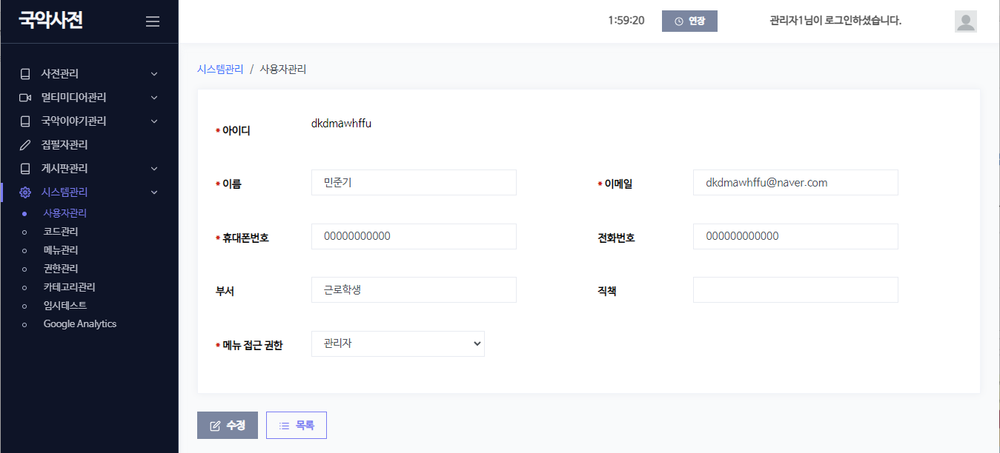 국악사전
1:59:20 연장 관리자1님이 로그인하셨습니다.
사전관리
멀티미디어관리
국악이야기관리
집필자관리
게시판관리
시스템관리
사용자관리
코드관리
메뉴관리
권한관리
카테고리관리
임시테스트
Google Analytics
시스템관리 / 사용자관리
* 아이디 dkdmawhffu
* 이름 민준기 * 이메일 dkdmawhffu@naver.com
* 휴대폰번호 00000000000 전화번호 000000000000
부서 근로학생 직책
* 메뉴 접근 권한 관리자
수정 목록